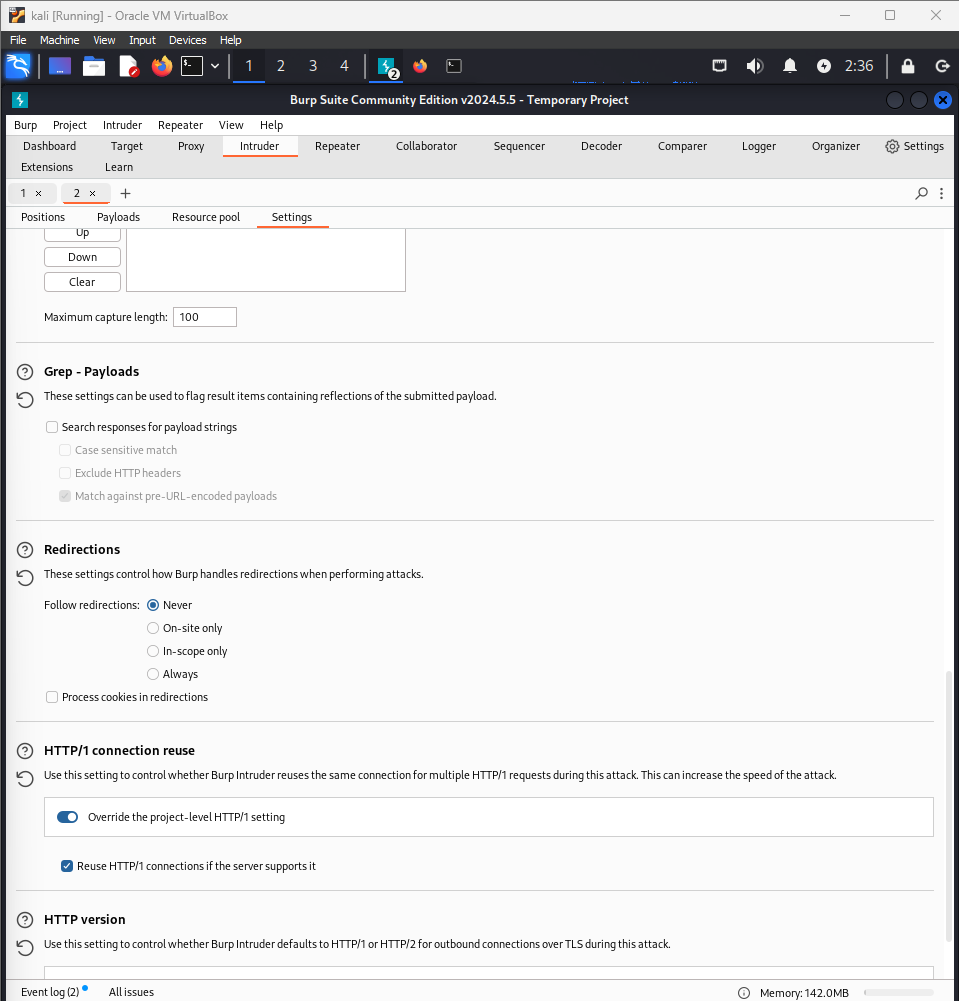 kali [Running] - Oracle VM VirtualBox
File Machine View Input Devices Help
1 2 3 4 2 2:36
Burp Suite Community Edition v2024.5.5 - Temporary Project
Burp Project Intruder Repeater View Help
Dashboard Target Proxy Intruder Repeater Collaborator Sequencer Decoder Comparer Logger Organizer Settings
Extensions Learn
1 × 2 × +
Positions Payloads Resource pool Settings
Up
Down
Clear
Maximum capture length: 100
Grep - Payloads
These settings can be used to flag result items containing reflections of the submitted payload.
Search responses for payload strings
Case sensitive match
Exclude HTTP headers
Match against pre-URL-encoded payloads
Redirections
These settings control how Burp handles redirections when performing attacks.
Follow redirections: Never
On-site only
In-scope only
Always
Process cookies in redirections
HTTP/1 connection reuse
Use this setting to control whether Burp Intruder reuses the same connection for multiple HTTP/1 requests during this attack. This can increase the speed of the attack.
Override the project-level HTTP/1 setting
Reuse HTTP/1 connections if the server supports it
HTTP version
Use this setting to control whether Burp Intruder defaults to HTTP/1 or HTTP/2 for outbound connections over TLS during this attack.
Event log (2) All issues Memory: 142.0MB